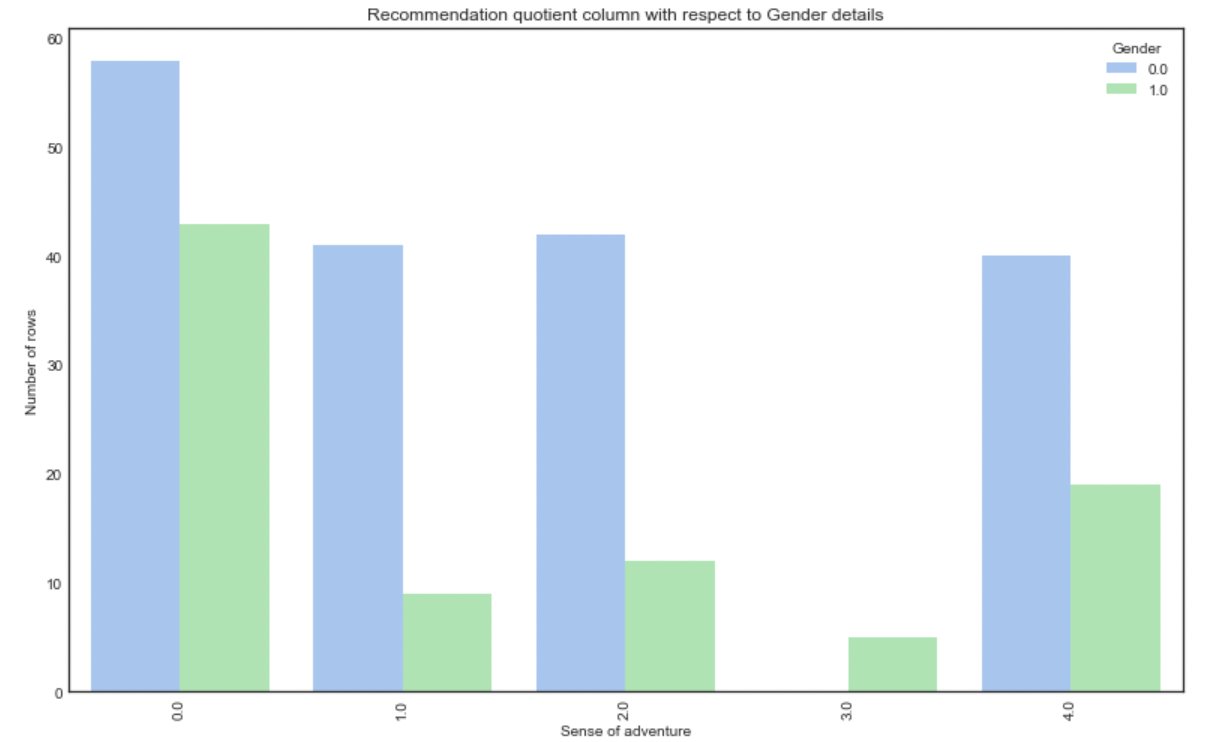 Recommendation quotient column with respect to Gender details
Gender
0.0
1.0
60
50
40
30
20
10
0
Number of rows
0.0 1.0 2.0 3.0 4.0
Sense of adventure